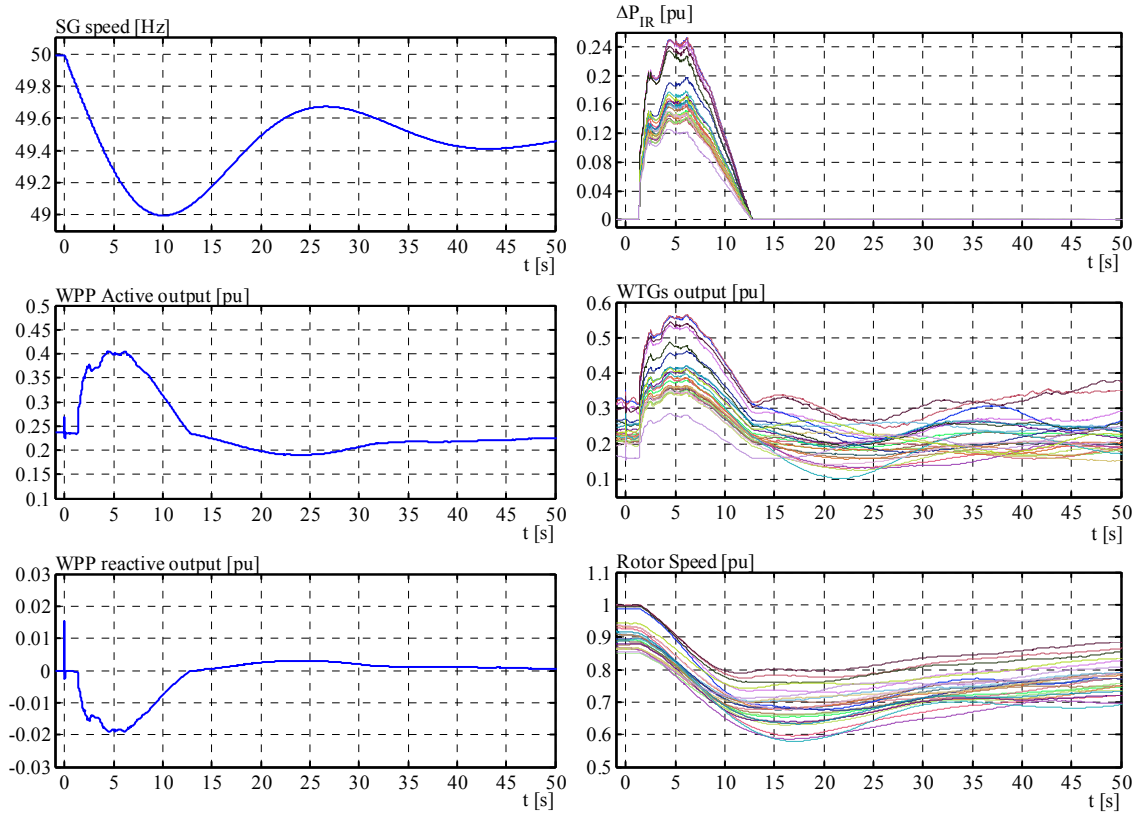 SG speed [Hz]
50
49.8
49.6
49.4
49.2
49
0 5 10 15 20 25 30 35 40 45 50
t [s]
ΔP_IR [pu]
0.24
0.20
0.16
0.12
0.08
0.04
0
0 5 10 15 20 25 30 35 40 45 50
t [s]
WPP Active output [pu]
0.5
0.45
0.4
0.35
0.3
0.25
0.2
0.15
0.1
0 5 10 15 20 25 30 35 40 45 50
t [s]
WTGs output [pu]
0.6
0.5
0.4
0.3
0.2
0.1
0 5 10 15 20 25 30 35 40 45 50
t [s]
WPP reactive output [pu]
0.03
0.02
0.01
0
-0.01
-0.02
-0.03
0 5 10 15 20 25 30 35 40 45 50
t [s]
Rotor Speed [pu]
1.1
1
0.9
0.8
0.7
0.6
0.5
0 5 10 15 20 25 30 35 40 45 50
t [s]